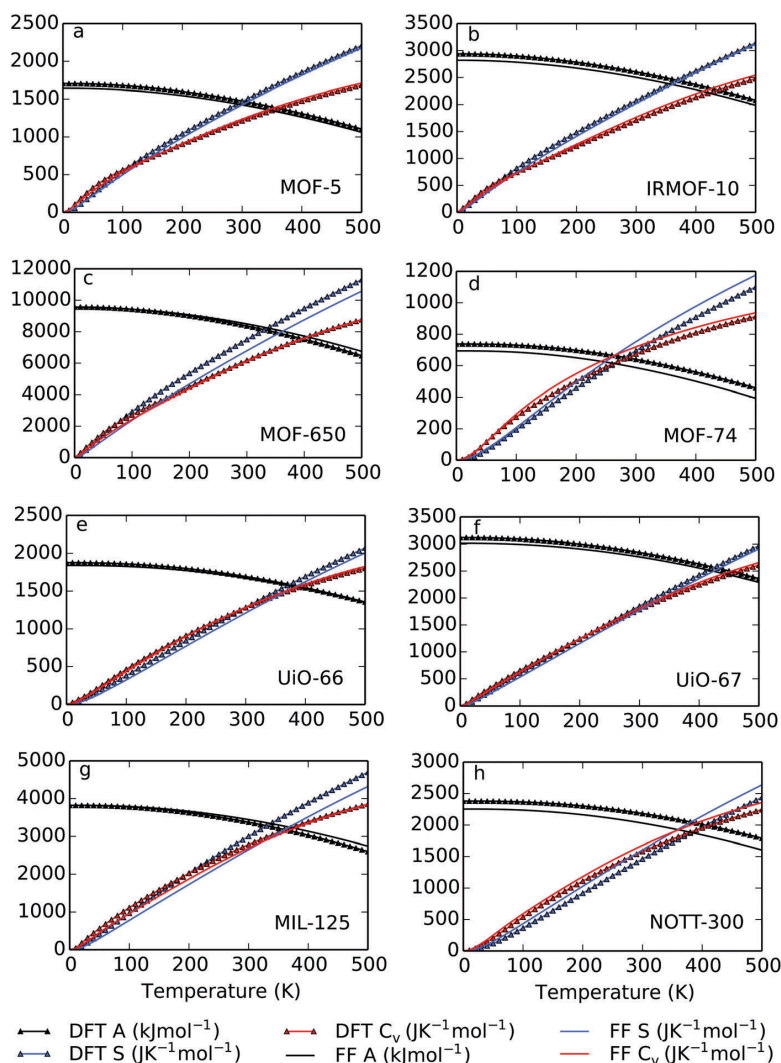 a
2500
2000
1500
1000
500
0
0 100 200 300 400 500
MOF-5
b
3500
3000
2500
2000
1500
1000
500
0
0 100 200 300 400 500
IRMOF-10
c
12000
10000
8000
6000
4000
2000
0
0 100 200 300 400 500
MOF-650
d
1200
1000
800
600
400
200
0
0 100 200 300 400 500
MOF-74
e
2500
2000
1500
1000
500
0
0 100 200 300 400 500
UiO-66
f
3500
3000
2500
2000
1500
1000
500
0
0 100 200 300 400 500
UiO-67
g
5000
4000
3000
2000
1000
0
0 100 200 300 400 500
MIL-125
Temperature (K)
h
3000
2500
2000
1500
1000
500
0
0 100 200 300 400 500
NOTT-300
Temperature (K)
DFT A (kJmol⁻¹) DFT Cᵥ (JK⁻¹mol⁻¹) FF S (JK⁻¹mol⁻¹)
DFT S (JK⁻¹mol⁻¹) FF A (kJmol⁻¹) FF Cᵥ (JK⁻¹mol⁻¹)